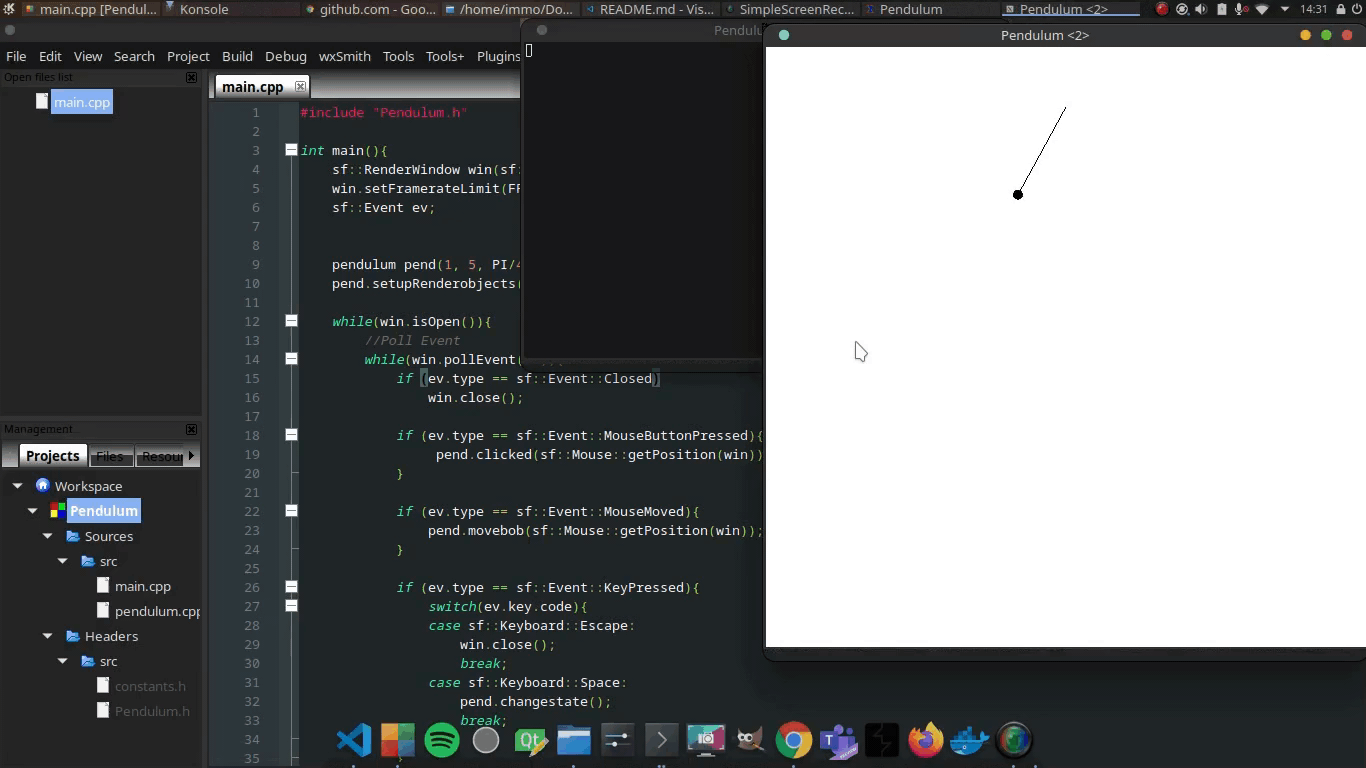 main.cpp [Pendul...
Konsole
github.com - Goo...
/home/immo/Do...
README.md - Vis...
SimpleScreenRec...
Pendulum
Pendulum <2>
14:31
Pendulu
Pendulum <2>
File Edit View Search Project Build Debug wxSmith Tools Tools+ Plugins
Open files list
main.cpp
main.cpp
1 #include "Pendulum.h"
2
3 int main(){
4 sf::RenderWindow win(sf:
5 win.setFramerateLimit(FP
6 sf::Event ev;
7
8
9 pendulum pend(1, 5, PI/4
10 pend.setupRenderobjects(
11
12 while(win.isOpen()){
13 //Poll Event
14 while(win.pollEvent(
15 if (ev.type == sf::Event::Closed)
16 win.close();
17
18 if (ev.type == sf::Event::MouseButtonPressed){
19 pend.clicked(sf::Mouse::getPosition(win))
20 }
21
22 if (ev.type == sf::Event::MouseMoved){
23 pend.movebob(sf::Mouse::getPosition(win));
24 }
25
26 if (ev.type == sf::Event::KeyPressed){
27 switch(ev.key.code){
28 case sf::Keyboard::Escape:
29 win.close();
30 break;
31 case sf::Keyboard::Space:
32 pend.changestate();
33 break;
34
35 }
Management
Projects Files Resour
Workspace
Pendulum
Sources
src
main.cpp
pendulum.cpp
Headers
src
constants.h
Pendulum.h
Qt